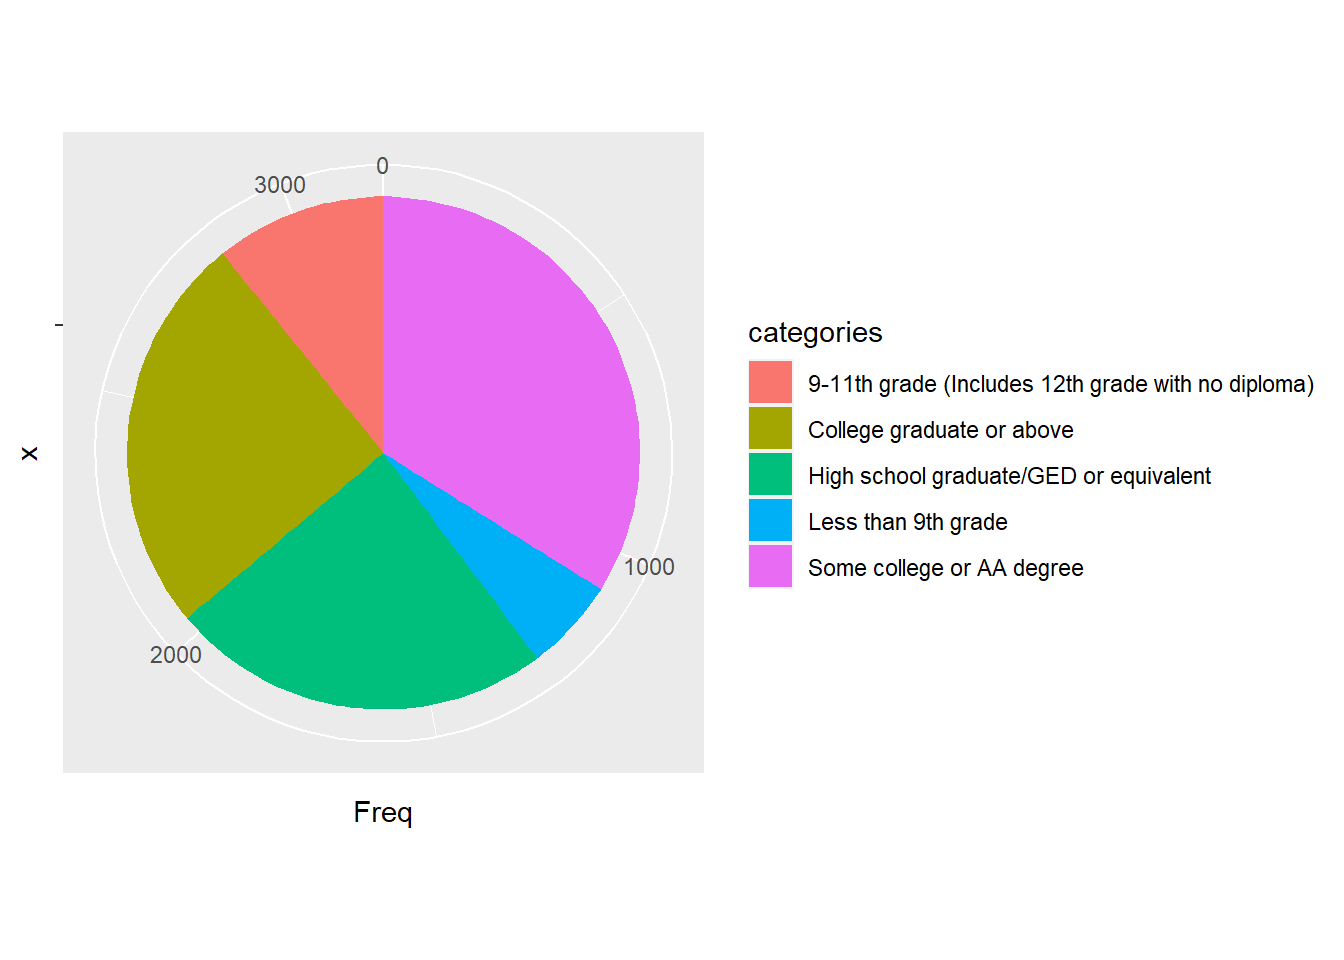 0
3000
1000
2000
x
Freq
categories
9-11th grade (Includes 12th grade with no diploma)
College graduate or above
High school graduate/GED or equivalent
Less than 9th grade
Some college or AA degree